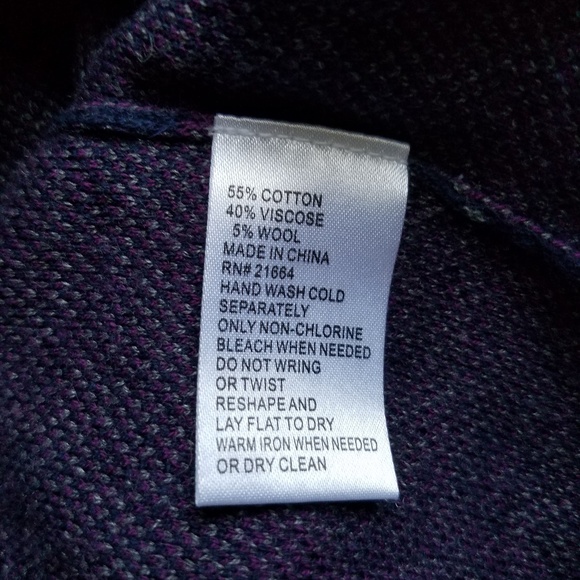 55% COTTON
40% VISCOSE
5% WOOL
MADE IN CHINA
RN# 21664
HAND WASH COLD
SEPARATELY
ONLY NON-CHLORINE
BLEACH WHEN NEEDED
DO NOT WRING
OR TWIST
RESHAPE AND
LAY FLAT TO DRY
WARM IRON WHEN NEEDED
OR DRY CLEAN